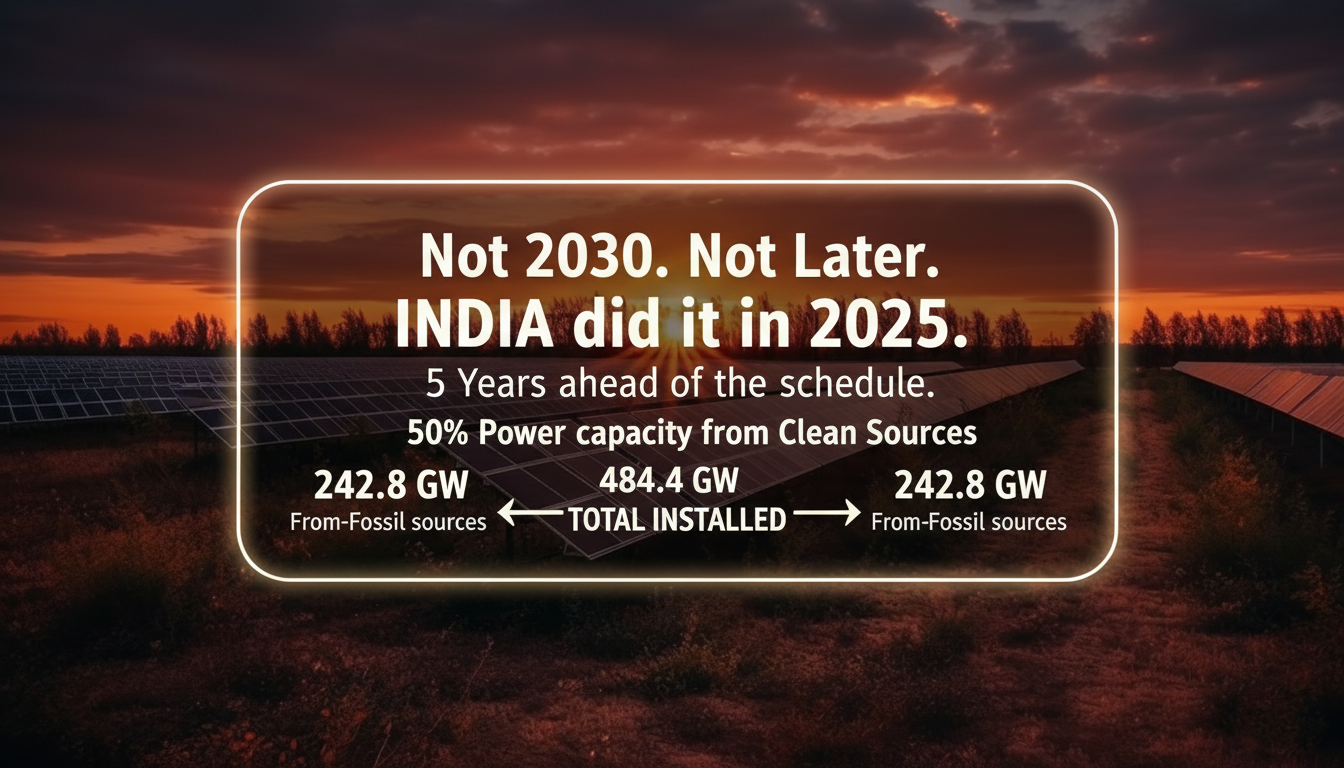 Not 2030. Not Later.
INDIA did it in 2025.
5 Years ahead of the schedule.
50% Power capacity from Clean Sources
242.8 GW
From-Fossil sources
484.4 GW
TOTAL INSTALLED
242.8 GW
From-Fossil sources